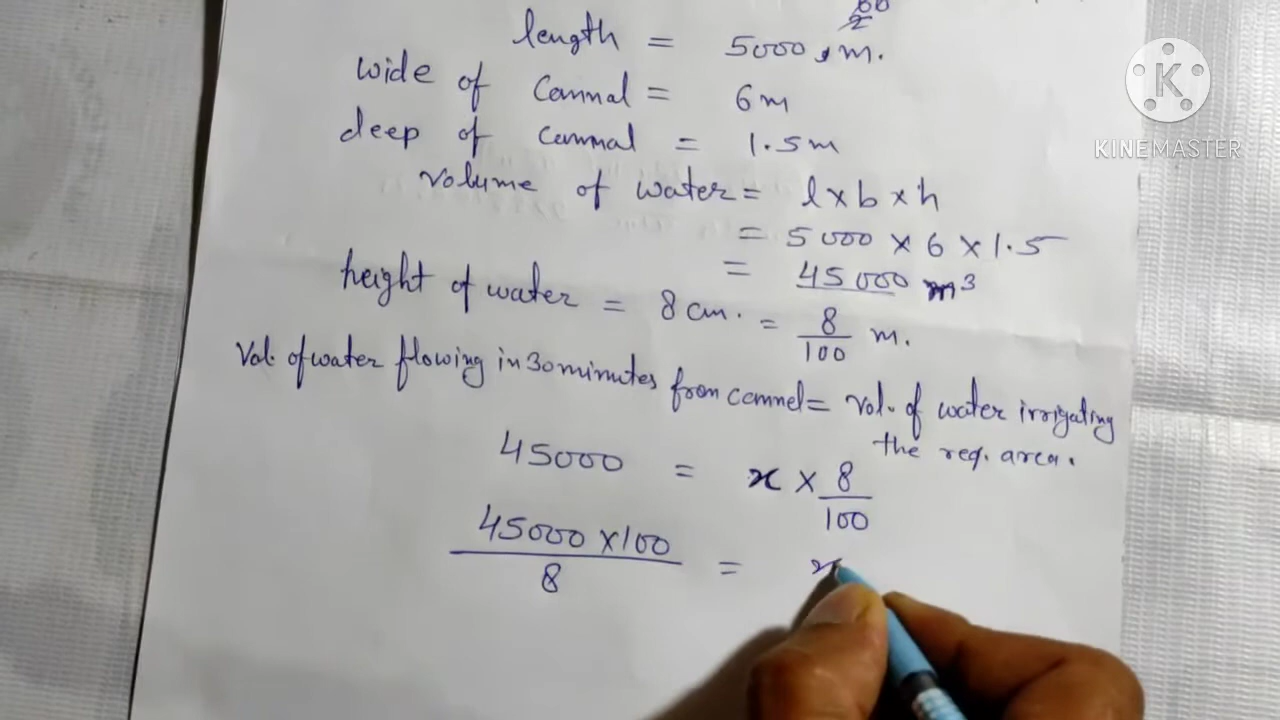 length = 5000 m.
wide of Cannal = 6m
deep of cannal = 1.5m
Volume of water = l x b x h
= 5000 x 6 x 1.5
= 45000 m³
height of water = 8 cm. = 8/100 m.
Vol. of water flowing in 30 minutes from cannel = Vol. of water irrigating
the req. area.
45000 = x × 8/100
45000 x 100 / 8 = x
K
KINEMASTER